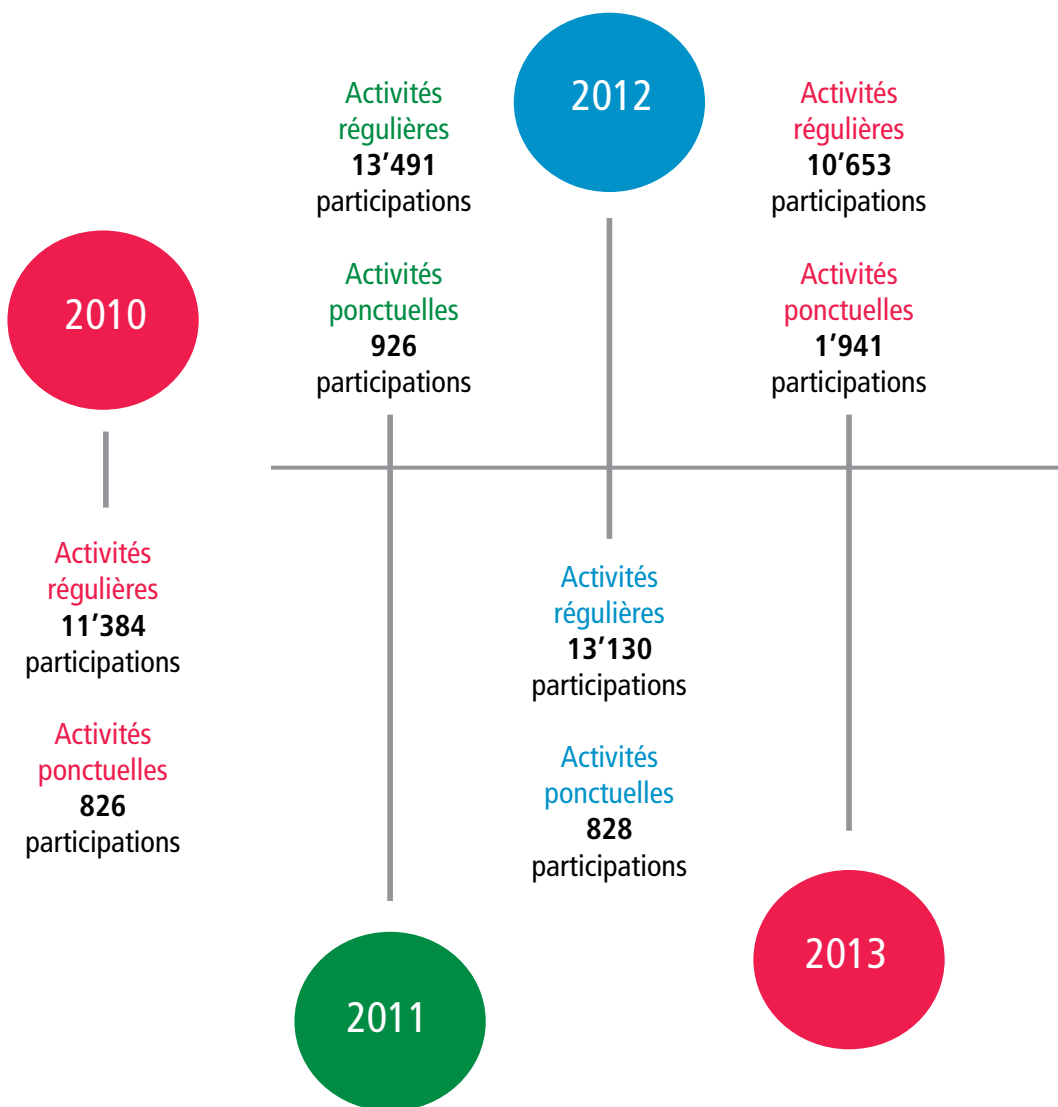 2010
Activités
régulières
11’384
participations
Activités
ponctuelles
826
participations
Activités
régulières
13’491
participations
Activités
ponctuelles
926
participations
2011
2012
Activités
régulières
13’130
participations
Activités
ponctuelles
828
participations
Activités
régulières
10’653
participations
Activités
ponctuelles
1’941
participations
2013